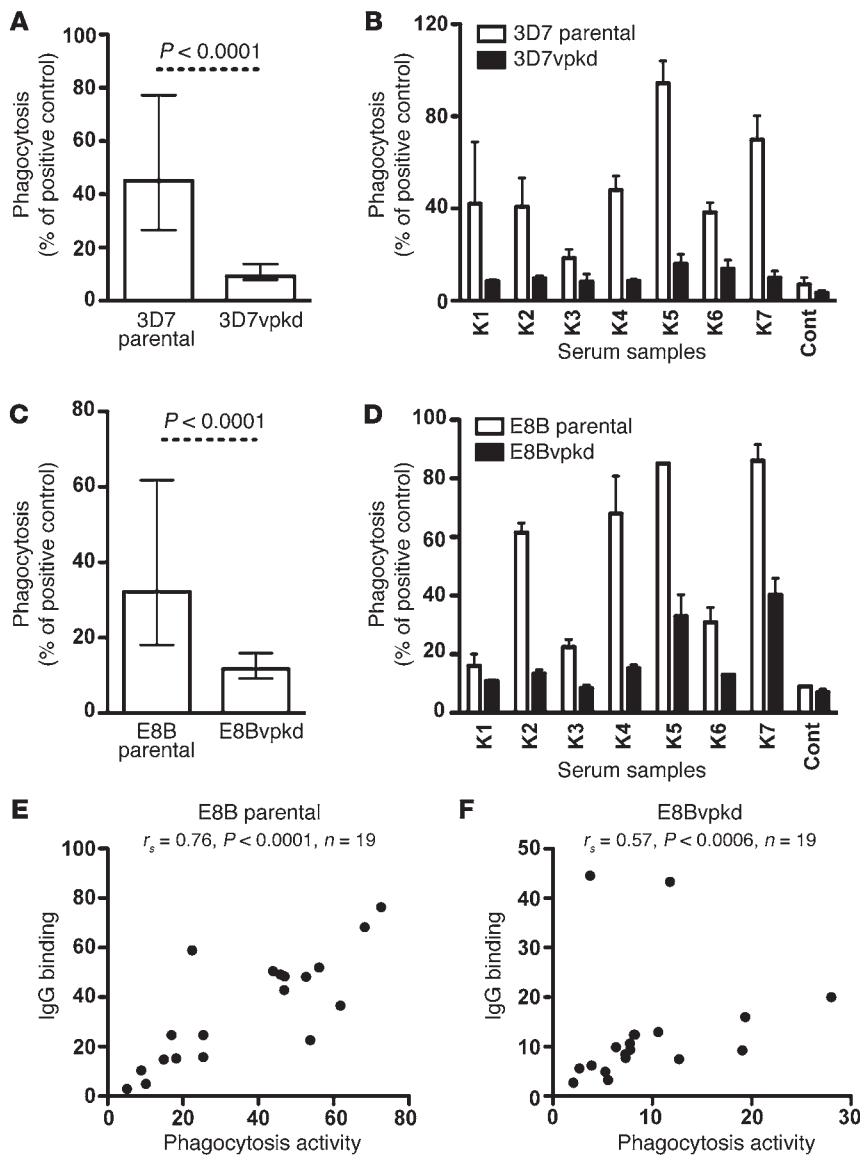 A
Phagocytosis
(% of positive control)
100
80
60
40
20
0
P < 0.0001
3D7
parental
3D7vpkd
B
Phagocytosis
(% of positive control)
120
80
40
0
3D7 parental
3D7vpkd
K1
K2
K3
K4
K5
K6
K7
Cont
Serum samples
C
Phagocytosis
(% of positive control)
80
60
40
20
0
P < 0.0001
E8B
parental
E8Bvpkd
D
Phagocytosis
(% of positive control)
100
80
60
40
20
0
E8B parental
E8Bvpkd
K1
K2
K3
K4
K5
K6
K7
Cont
Serum samples
E
E8B parental
rs = 0.76, P < 0.0001, n = 19
IgG binding
100
80
60
40
20
0
0 20 40 60 80
Phagocytosis activity
F
E8Bvpkd
rs = 0.57, P < 0.0006, n = 19
IgG binding
50
40
30
20
10
0
0 10 20 30
Phagocytosis activity